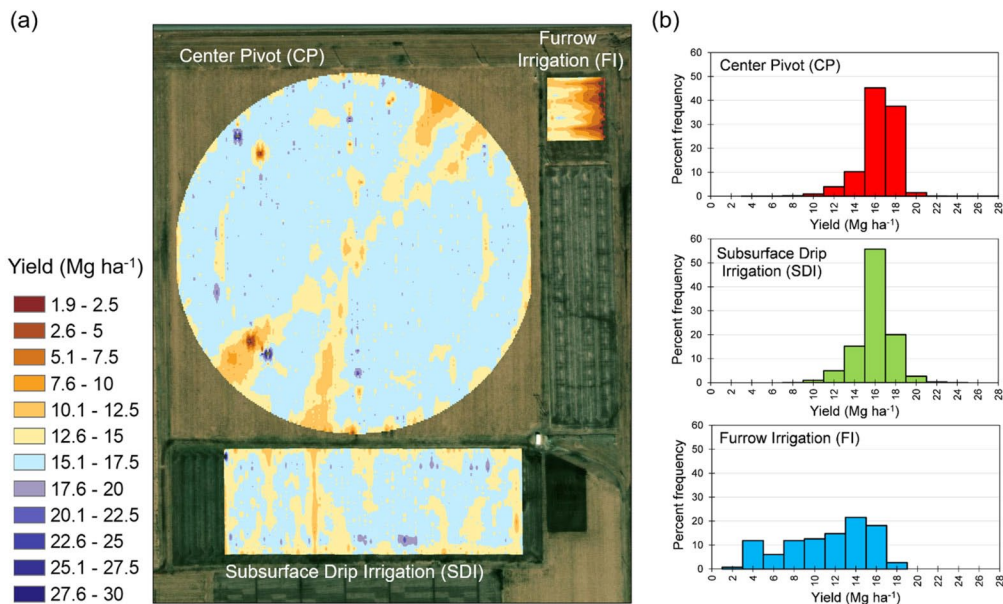 (a)
Center Pivot (CP)
Furrow
Irrigation (FI)
Yield (Mg ha-1)
1.9 - 2.5
2.6 - 5
5.1 - 7.5
7.6 - 10
10.1 - 12.5
12.6 - 15
15.1 - 17.5
17.6 - 20
20.1 - 22.5
22.6 - 25
25.1 - 27.5
27.6 - 30
Subsurface Drip Irrigation (SDI)
(b)
Center Pivot (CP)
Percent frequency
60
50
40
30
20
10
0
0 2 4 6 8 10 12 14 16 18 20 22 24 26 28
Yield (Mg ha-1)
Subsurface Drip
Irrigation (SDI)
Percent frequency
60
50
40
30
20
10
0
0 2 4 6 8 10 12 14 16 18 20 22 24 26 28
Yield (Mg ha-1)
Furrow Irrigation (FI)
Percent frequency
60
50
40
30
20
10
0
0 2 4 6 8 10 12 14 16 18 20 22 24 26 28
Yield (Mg ha-1)